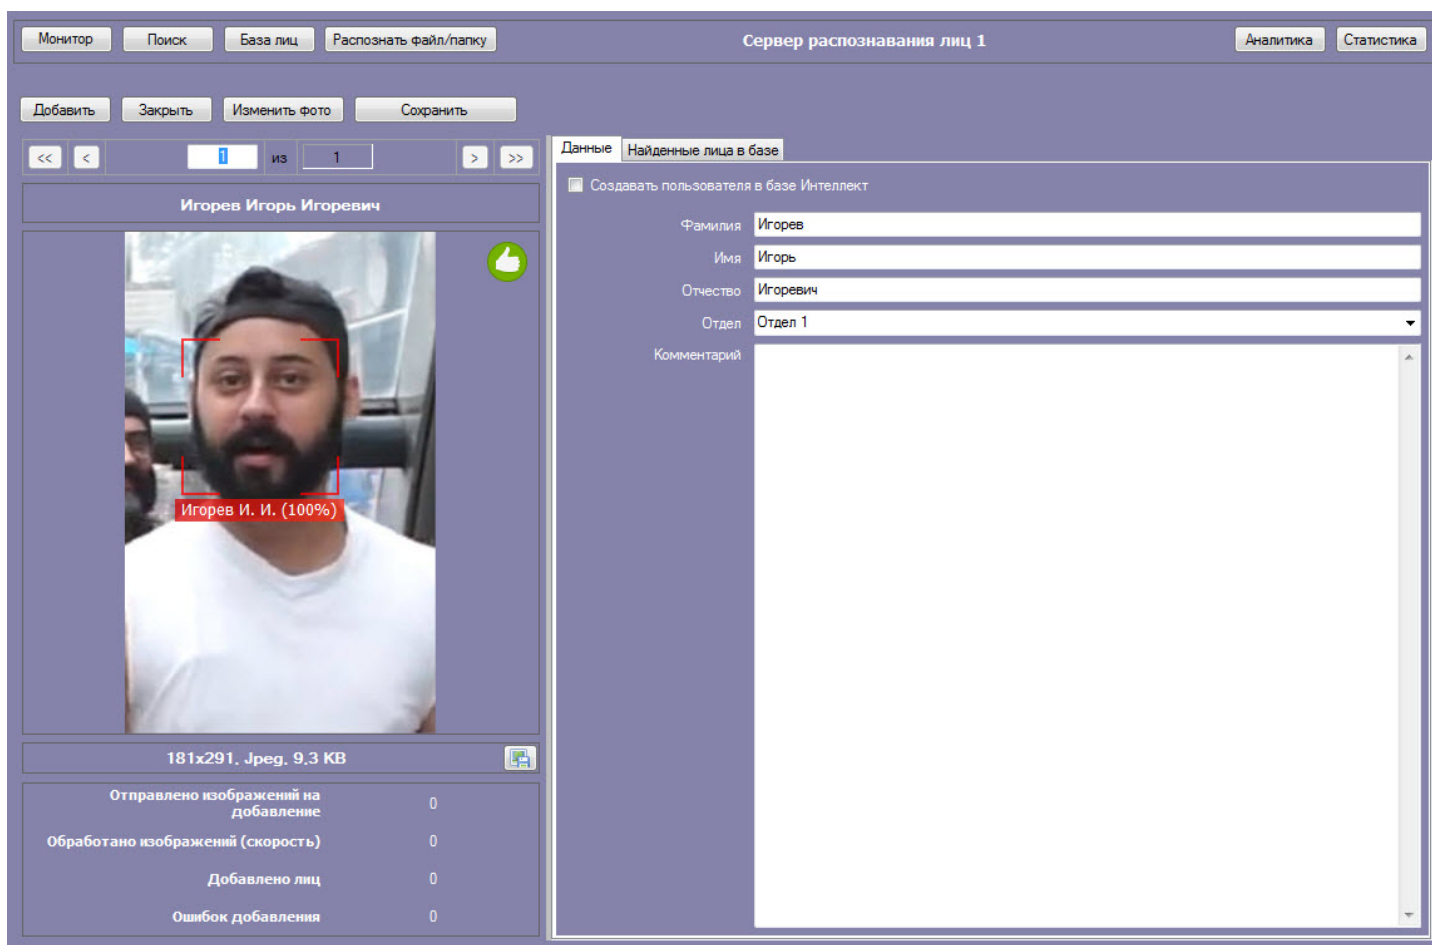 Монитор Поиск База лиц Распознать файл/папку Сервер распознавания лиц 1 Аналитика Статистика
Добавить Закрыть Изменить фото Сохранить
<< < 1 из 1 > >>
Игорев Игорь Игоревич
Игорев И. И. (100%)
181x291, Jpeg, 9,3 KB
Отправлено изображений на
добавление 0
Обработано изображений (скорость) 0
Добавлено лиц 0
Ошибок добавления 0
Данные Найденные лица в базе
Создавать пользователя в базе Интеллект
Фамилия Игорев
Имя Игорь
Отчество Игоревич
Отдел Отдел 1
Комментарий